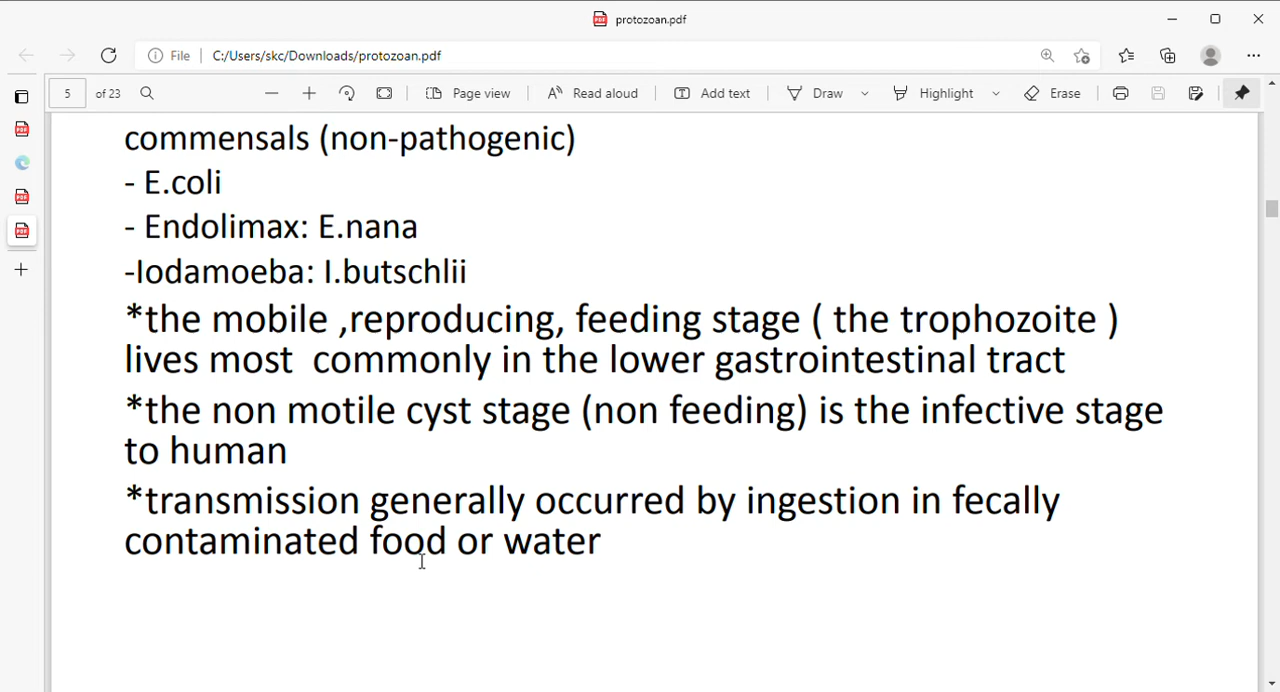 protozoan.pdf
File | C:/Users/skc/Downloads/protozoan.pdf
5 of 23 Page view Read aloud Add text Draw Highlight Erase
commensals (non-pathogenic)
- E.coli
- Endolimax: E.nana
-Iodamoeba: I.butschlii
*the mobile ,reproducing, feeding stage ( the trophozoite )
lives most  commonly in the lower gastrointestinal tract
*the non motile cyst stage (non feeding) is the infective stage
to human
*transmission generally occurred by ingestion in fecally
contaminated food or water